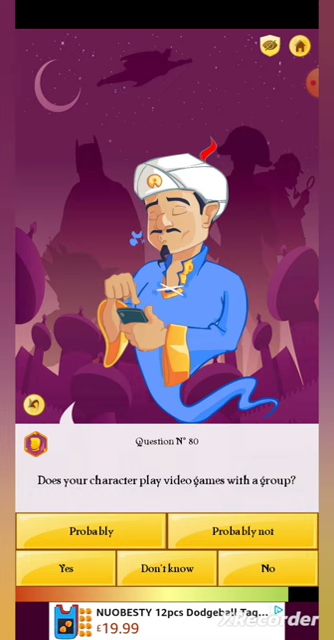 Question N° 80
Does your character play video games with a group?
Probably
Probably not
Yes
Don't know
No
NUOBESTY 12pcs Dodgeball Tag...
£19.99
XRecorder